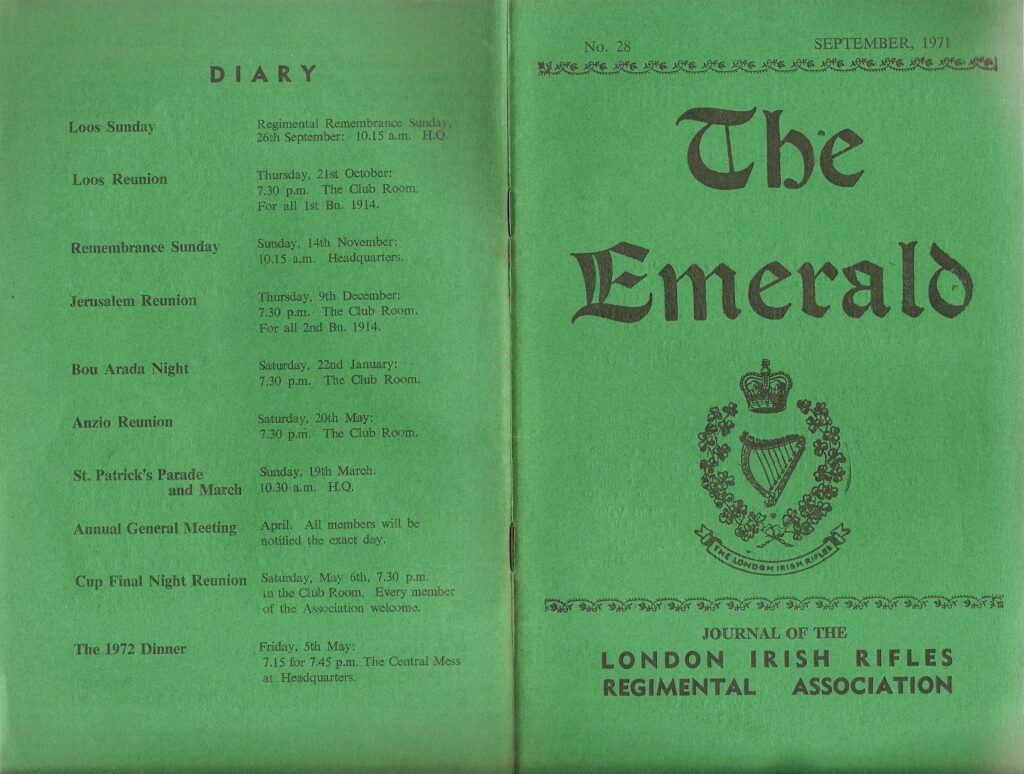 DIARY
Loos Sunday
Regimental Remembrance Sunday.
26th September: 10.15 a.m. H.Q.
Loos Reunion
Thursday, 21st October:
7.30 p.m. The Club Room.
For all 1st Bn. 1914.
Remembrance Sunday
Sunday, 14th November:
10.15 a.m. Headquarters.
Jerusalem Reunion
Thursday, 9th December:
7.30 p.m. The Club Room.
For all 2nd Bn. 1914.
Bou Arada Night
Saturday, 22nd January:
7.30 p.m. The Club Room.
Anzio Reunion
Saturday, 20th May:
7.30 p.m. The Club Room.
St. Patrick's Parade
and March
Sunday, 19th March.
10.30 a.m. H.Q.
Annual General Meeting
April. All members will be
notified the exact day.
Cup Final Night Reunion
Saturday, May 6th, 7.30 p.m.
in the Club Room. Every member
of the Association welcome.
The 1972 Dinner
Friday, 5th May:
7.15 for 7.45 p.m. The Central Mess
at Headquarters.
No. 28
SEPTEMBER, 1971
The
Emerald
THE LONDON IRISH RIFLES
JOURNAL OF THE
LONDON IRISH RIFLES
REGIMENTAL ASSOCIATION